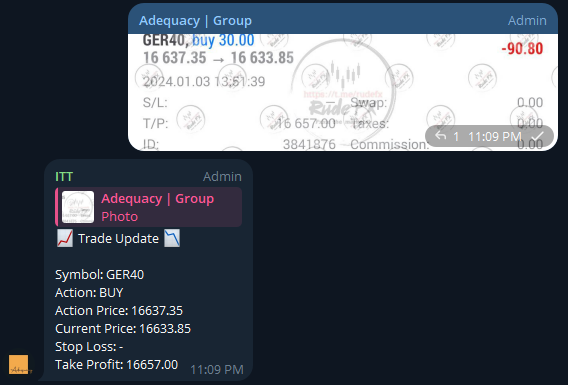 Adequacy | Group Admin
GER40, buy 30.00
-90.80
16 637.35 → 16 633.85
2024.01.03 13:51:39
https://t.me/rudefx
RudeFX
S/L: – Swap: 0.00
T/P: 16 657.00 Taxes: 0.00
ID: 3841876 Commission: 0.00
1 11:09 PM
ITT Admin
Adequacy | Group
Photo
📈 Trade Update 📉
Symbol: GER40
Action: BUY
Action Price: 16637.35
Current Price: 16633.85
Stop Loss: -
Take Profit: 16657.00
11:09 PM